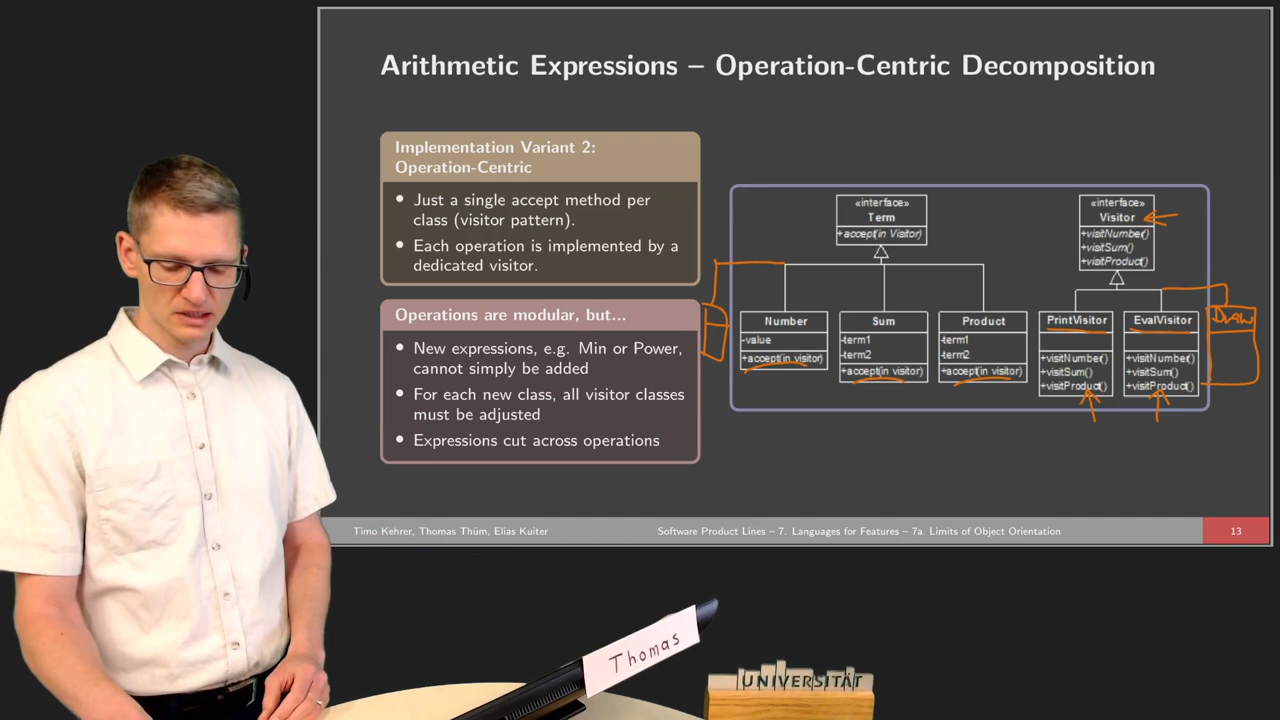 Arithmetic Expressions – Operation-Centric Decomposition
Implementation Variant 2:
Operation-Centric
• Just a single accept method per
class (visitor pattern).
• Each operation is implemented by a
dedicated visitor.
Operations are modular, but...
• New expressions, e.g. Min or Power,
cannot simply be added
• For each new class, all visitor classes
must be adjusted
• Expressions cut across operations
«interface»
Term
+accept(in Visitor)
«interface»
Visitor
+visitNumber()
+visitSum()
+visitProduct()
Number
-value
+accept(in visitor)
Sum
-term1
-term2
+accept(in visitor)
Product
-term1
-term2
+accept(in visitor)
PrintVisitor
+visitNumber()
+visitSum()
+visitProduct()
EvalVisitor
+visitNumber()
+visitSum()
+visitProduct()
Draw
Timo Kehrer, Thomas Thüm, Elias Kuiter
Software Product Lines – 7. Languages for Features – 7a. Limits of Object Orientation
13
Thomas
UNIVERSITÄT